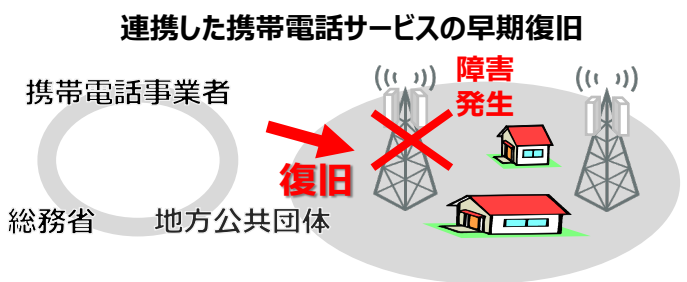 連携した携帯電話サービスの早期復旧
携帯電話事業者
障害
発生
復旧
総務省
地方公共団体